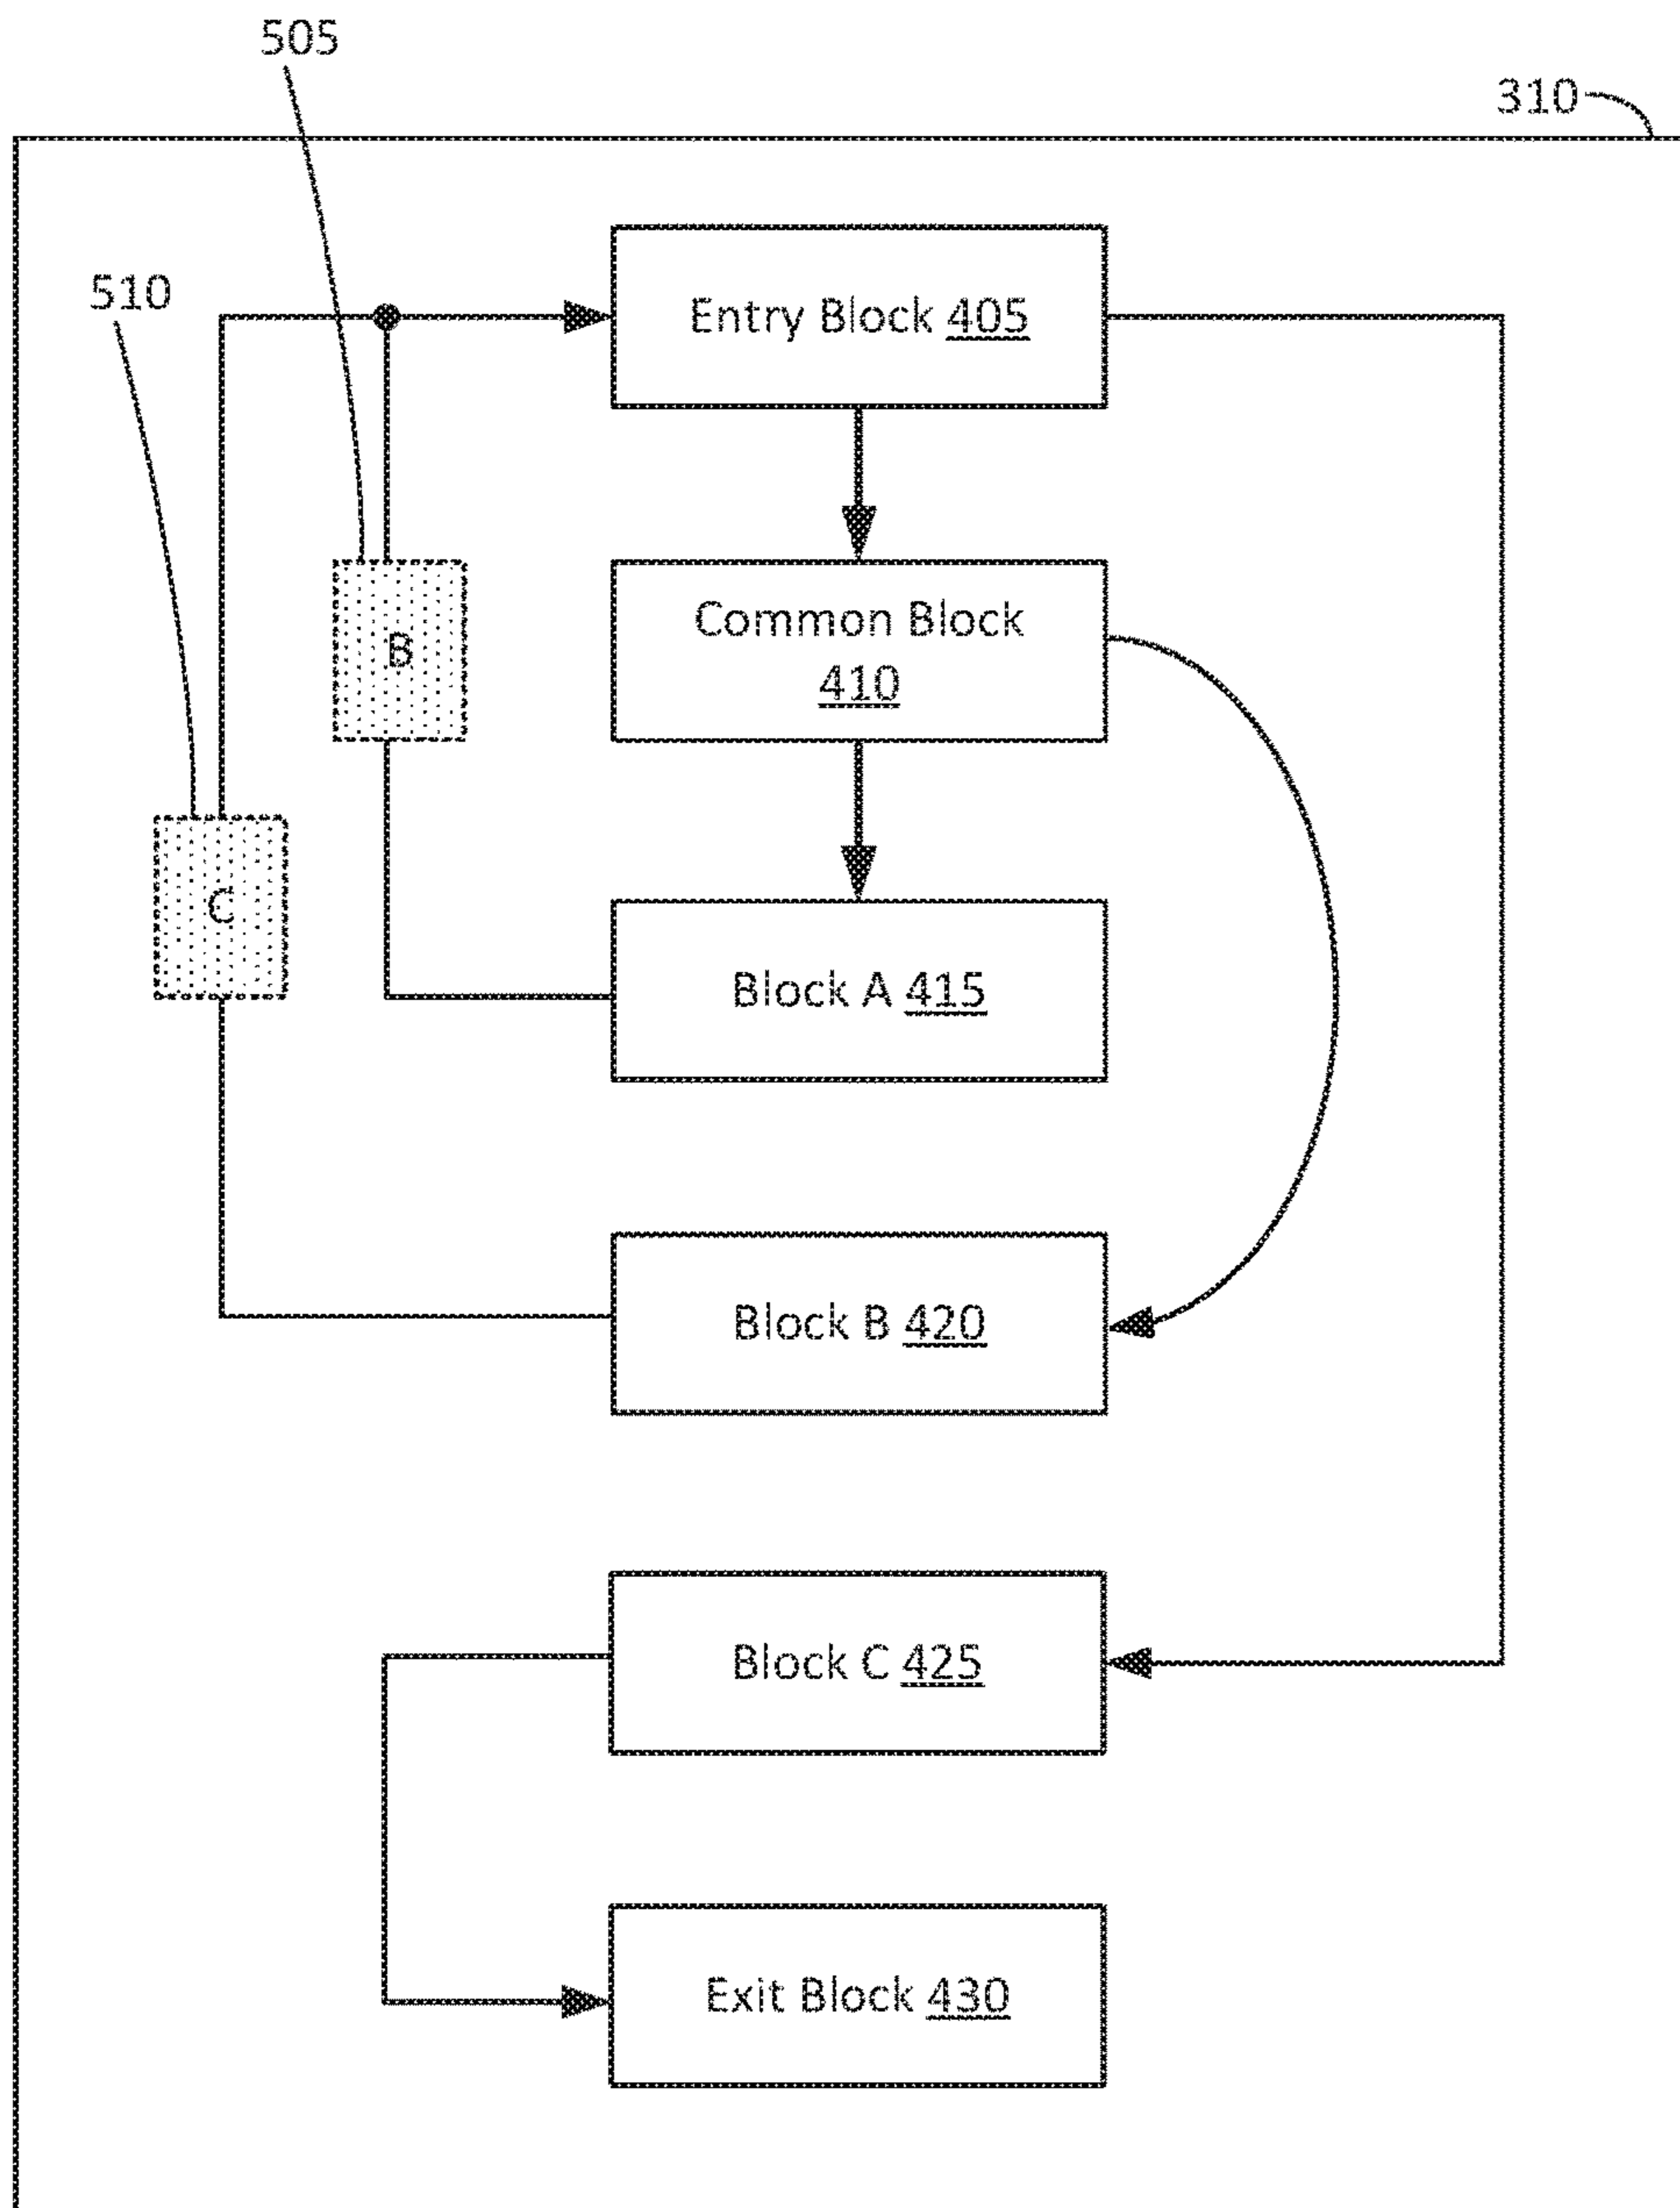 505
310
510
Entry Block 405
Common Block
410
B
C
Block A 415
Block B 420
Block C 425
Exit Block 430